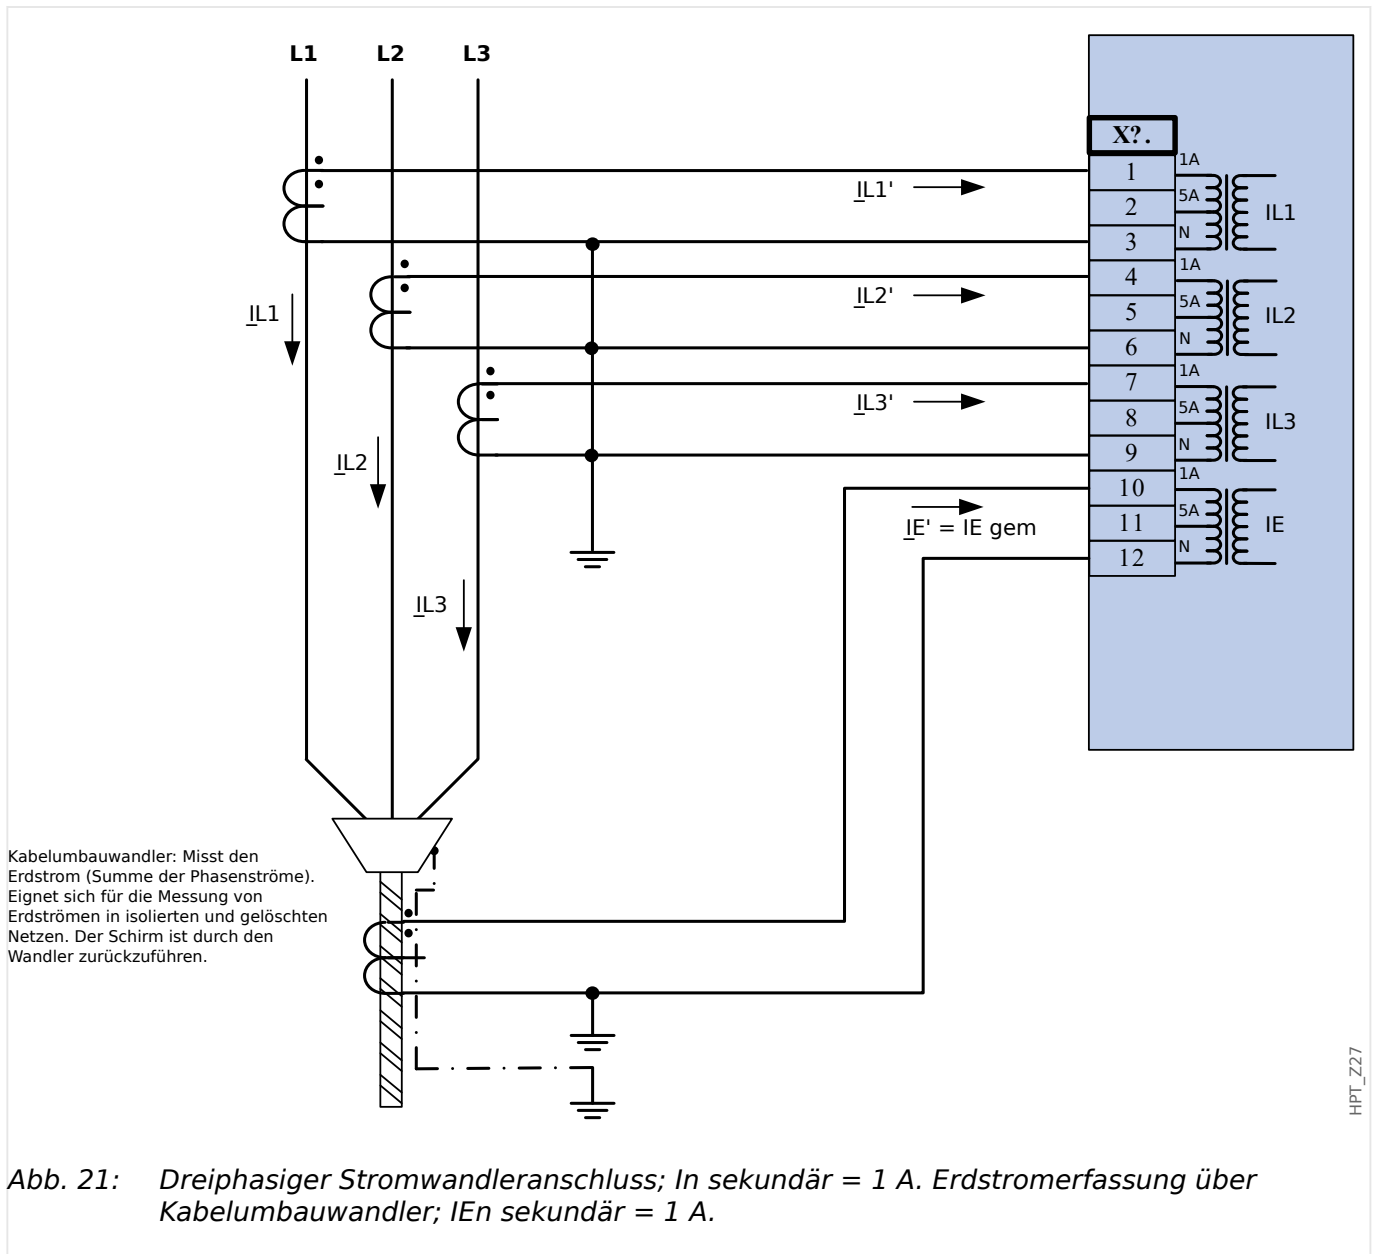 L1 L2 L3
X?.
1 1A
2 5A IL1
3 N
IL1'
4 1A
5 5A IL2
6 N
IL2'
IL1
7 1A
8 5A IL3
9 N
IL3'
IL2
10 1A
11 5A IE
12 N
IE' = IE gem
IL3
Kabelumbauwandler: Misst den
Erdstrom (Summe der Phasenströme).
Eignet sich für die Messung von
Erdströmen in isolierten und gelöschten
Netzen. Der Schirm ist durch den
Wandler zurückzuführen.
HPT_Z27
Abb. 21: Dreiphasiger Stromwandleranschluss; In sekundär = 1 A. Erdstromerfassung über
Kabelumbauwandler; IEn sekundär = 1 A.